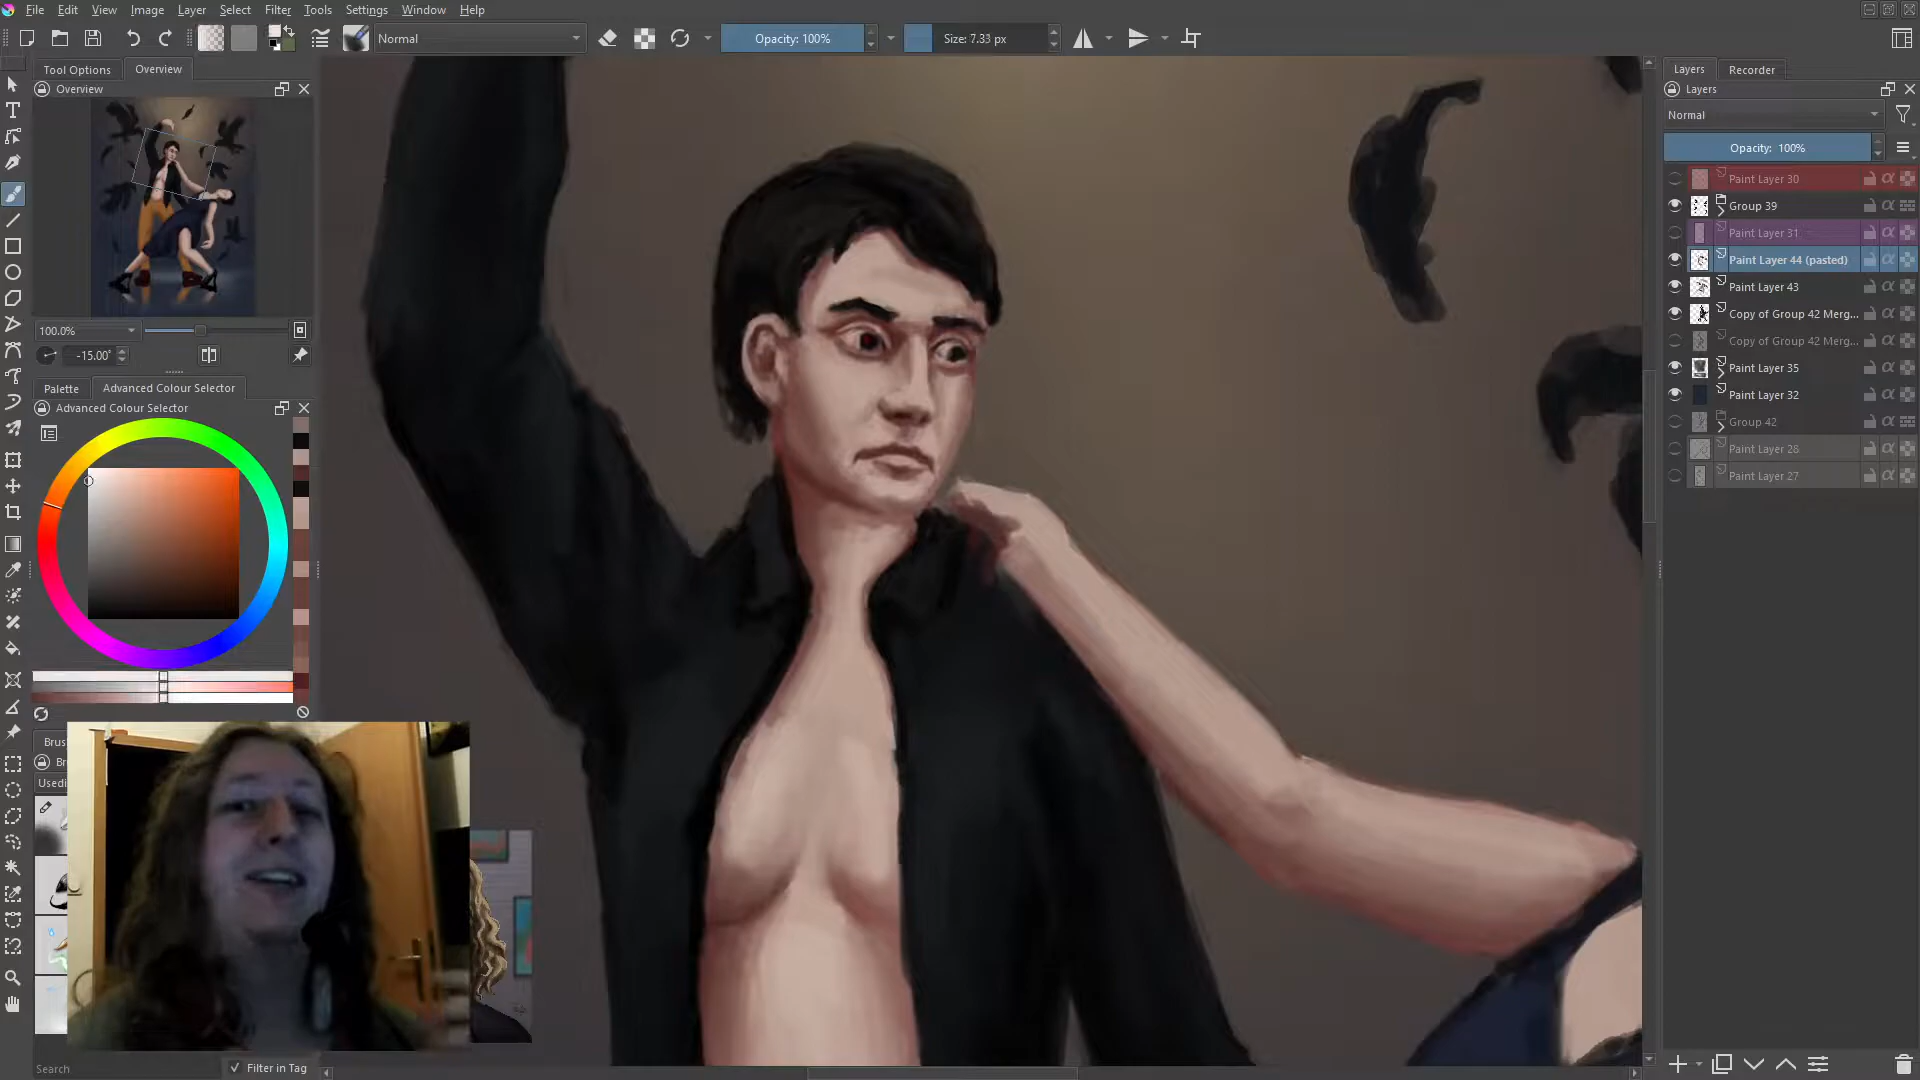 File Edit View Image Layer Select Filter Tools Settings Window Help
Normal
Opacity: 100%
Size: 7.33 px
Tool Options
Overview
Overview
100.0%
-15.00°
Palette
Advanced Colour Selector
Advanced Colour Selector
Brus
Br
Used
Search
Filter in Tag
Layers
Recorder
Layers
Normal
Opacity: 100%
Paint Layer 30
Group 39
Paint Layer 31
Paint Layer 44 (pasted)
Paint Layer 43
Copy of Group 42 Merg...
Copy of Group 42 Merg...
Paint Layer 35
Paint Layer 32
Group 42
Paint Layer 28
Paint Layer 27